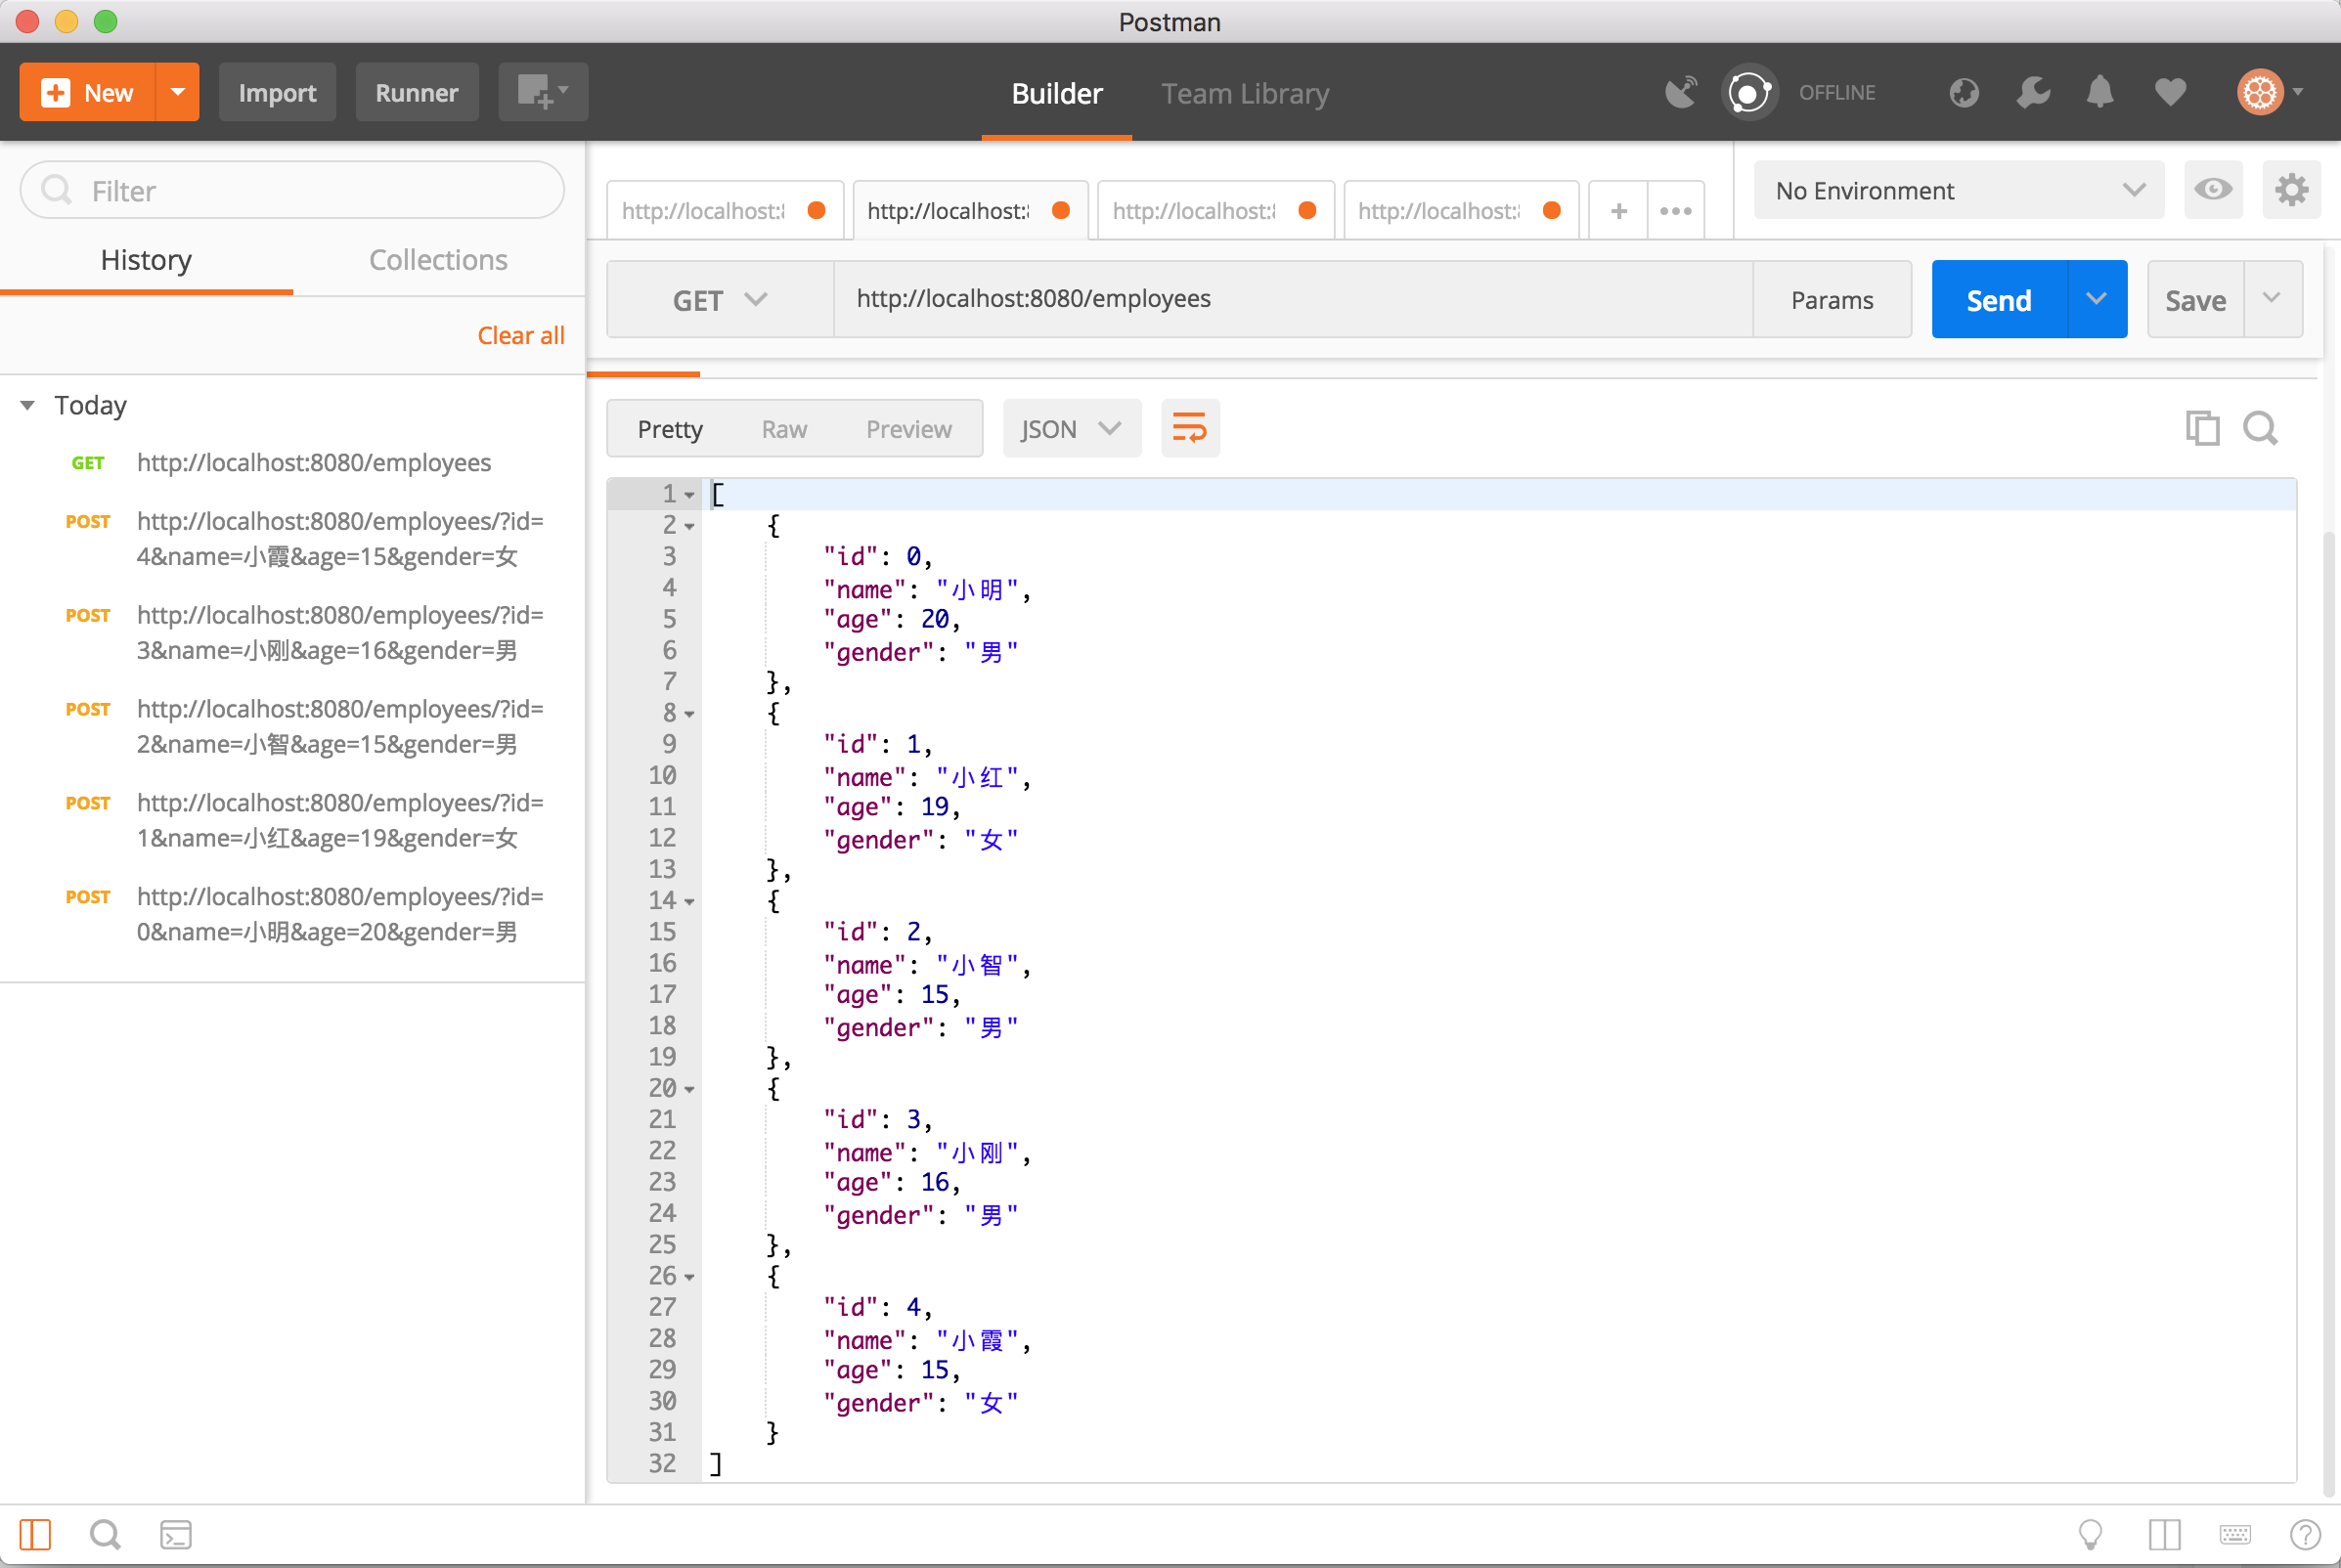 Postman
New
Import
Runner
Builder
Team Library
OFFLINE
Filter
History
Collections
Clear all
Today
GET http://localhost:8080/employees
POST http://localhost:8080/employees/?id=
4&name=小霞&age=15&gender=女
POST http://localhost:8080/employees/?id=
3&name=小刚&age=16&gender=男
POST http://localhost:8080/employees/?id=
2&name=小智&age=15&gender=男
POST http://localhost:8080/employees/?id=
1&name=小红&age=19&gender=女
POST http://localhost:8080/employees/?id=
0&name=小明&age=20&gender=男
http://localhost:
http://localhost:
http://localhost:
http://localhost:
No Environment
GET
http://localhost:8080/employees
Params
Send
Save
Pretty
Raw
Preview
JSON
1 [
2 {
3 "id": 0,
4 "name": "小明",
5 "age": 20,
6 "gender": "男"
7 },
8 {
9 "id": 1,
10 "name": "小红",
11 "age": 19,
12 "gender": "女"
13 },
14 {
15 "id": 2,
16 "name": "小智",
17 "age": 15,
18 "gender": "男"
19 },
20 {
21 "id": 3,
22 "name": "小刚",
23 "age": 16,
24 "gender": "男"
25 },
26 {
27 "id": 4,
28 "name": "小霞",
29 "age": 15,
30 "gender": "女"
31 }
32 ]